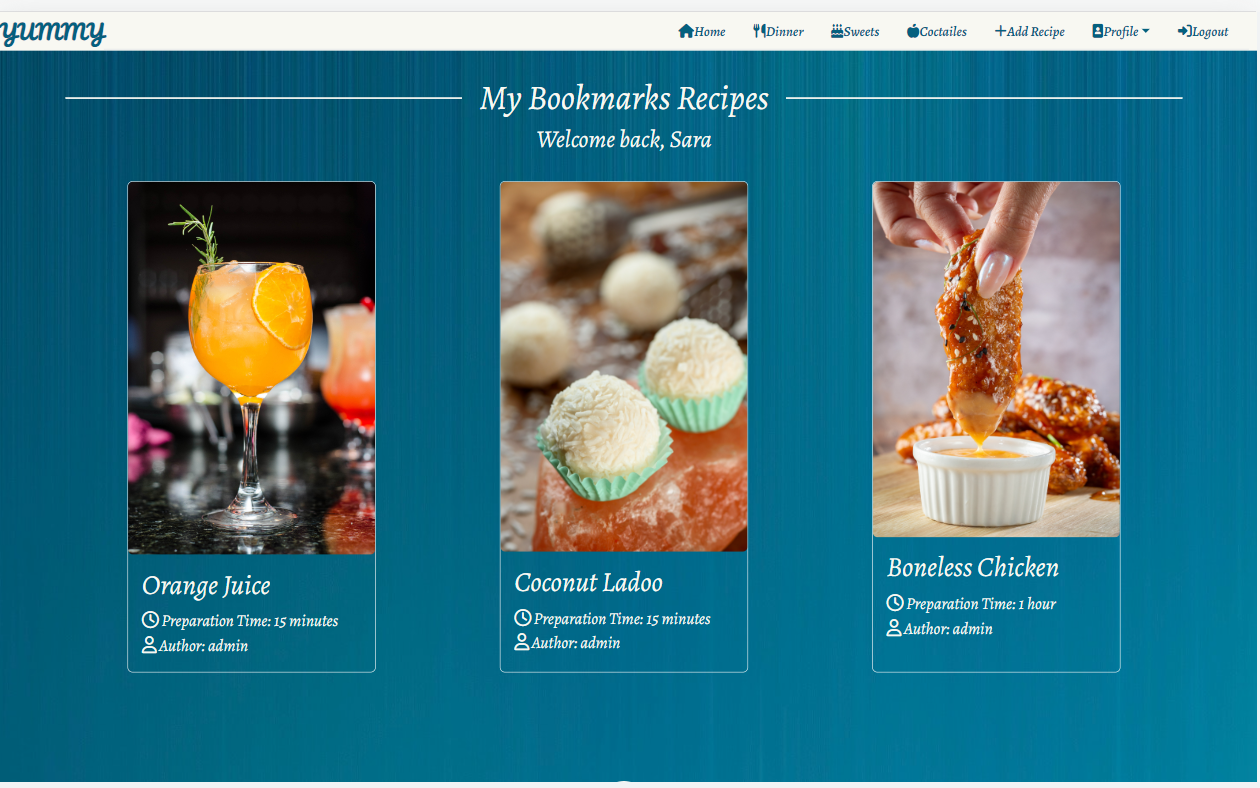 yummy
Home Dinner Sweets Coctailes Add Recipe Profile Logout
My Bookmarks Recipes
Welcome back, Sara
Orange Juice
Preparation Time: 15 minutes
Author: admin
Coconut Ladoo
Preparation Time: 15 minutes
Author: admin
Boneless Chicken
Preparation Time: 1 hour
Author: admin